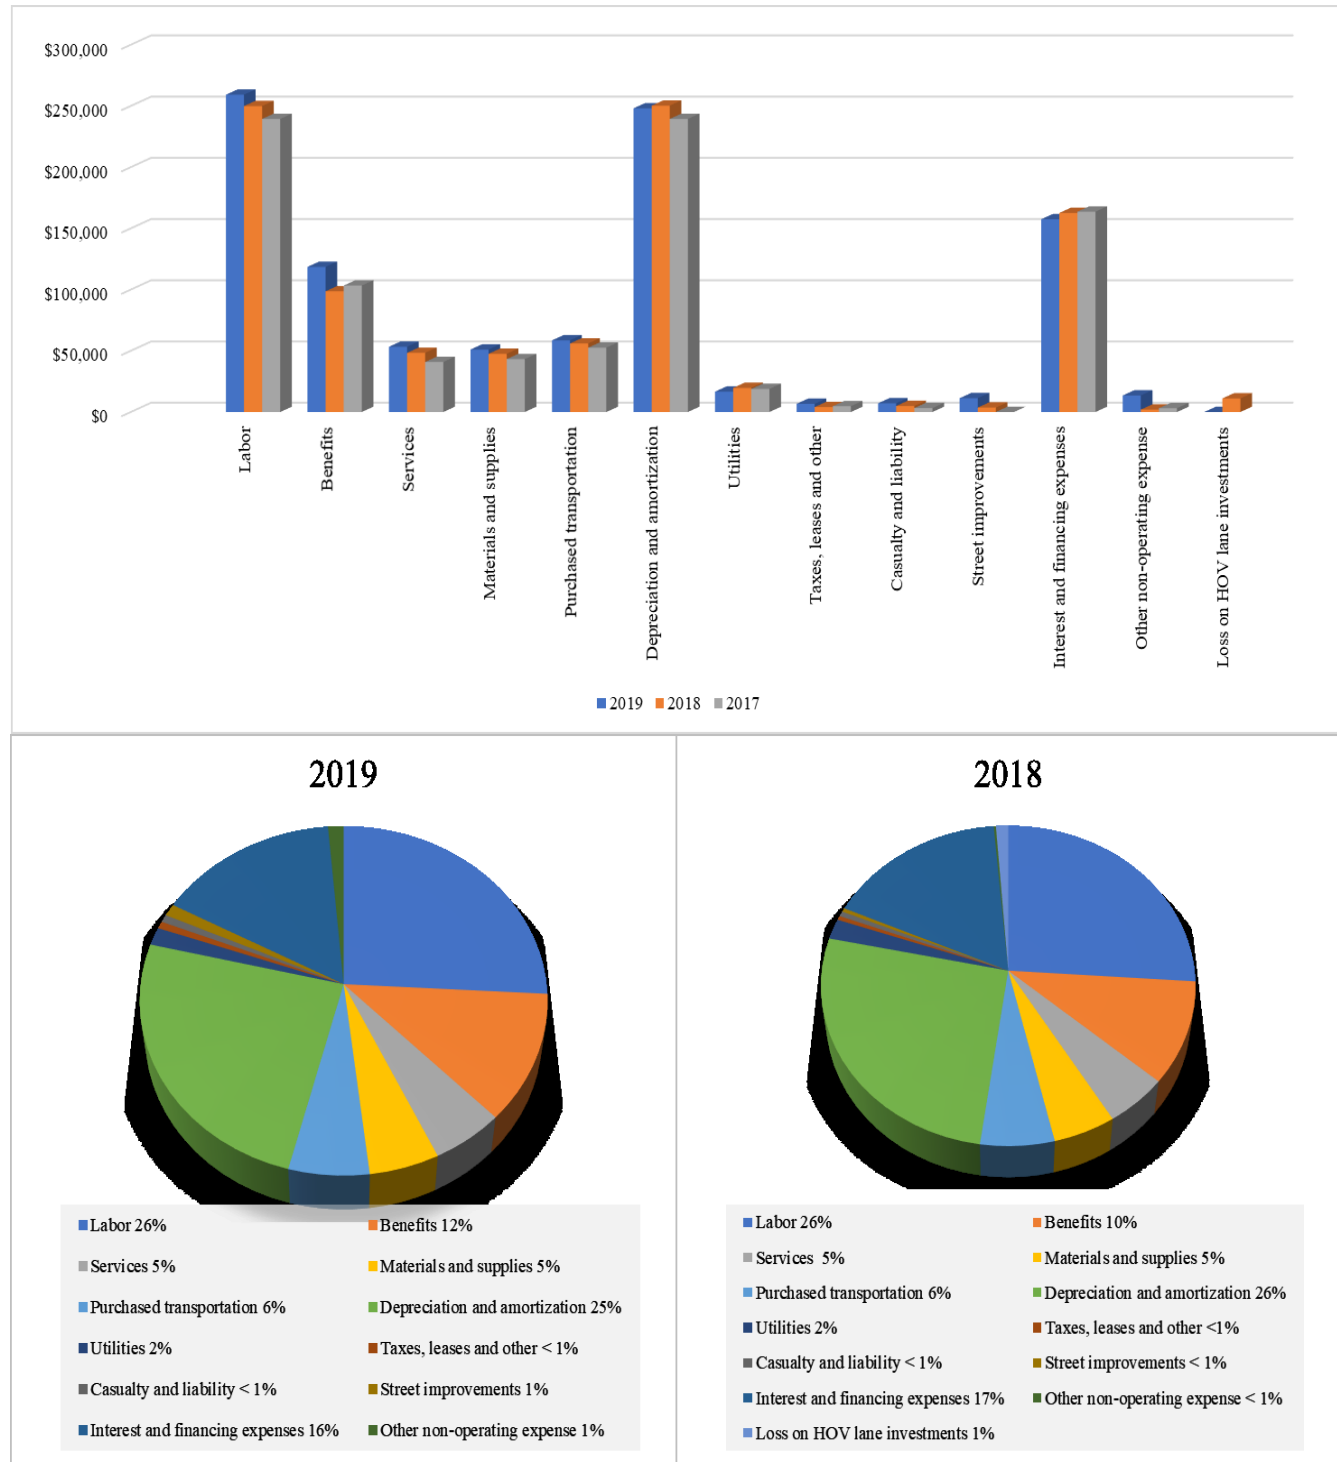 $300,000
$250,000
$200,000
$150,000
$100,000
$50,000
$0
Labor
Benefits
Services
Materials and supplies
Purchased transportation
Depreciation and amortization
Utilities
Taxes, leases and other
Casualty and liability
Street improvements
Interest and financing expenses
Other non-operating expense
Loss on HOV lane investments
2019 2018 2017
2019
Labor 26% Benefits 12%
Services 5% Materials and supplies 5%
Purchased transportation 6% Depreciation and amortization 25%
Utilities 2% Taxes, leases and other < 1%
Casualty and liability < 1% Street improvements 1%
Interest and financing expenses 16% Other non-operating expense 1%
2018
Labor 26% Benefits 10%
Services 5% Materials and supplies 5%
Purchased transportation 6% Depreciation and amortization 26%
Utilities 2% Taxes, leases and other <1%
Casualty and liability < 1% Street improvements < 1%
Interest and financing expenses 17% Other non-operating expense < 1%
Loss on HOV lane investments 1%